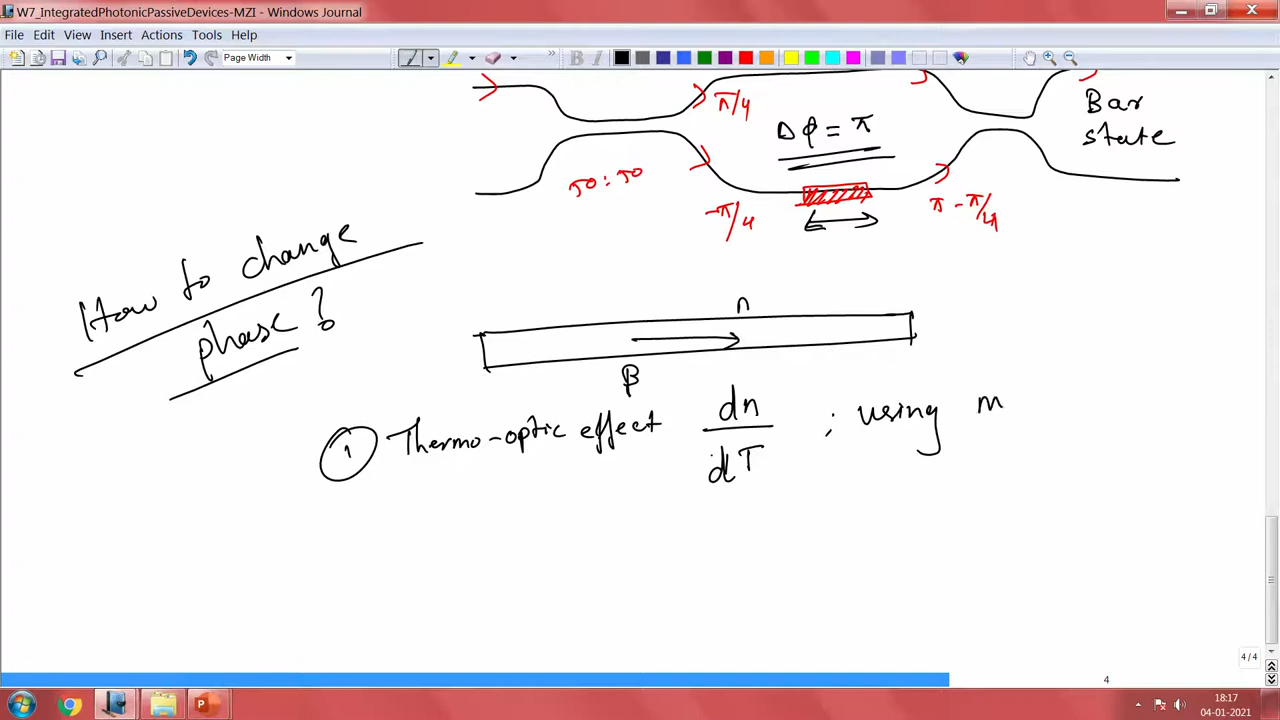 W7_IntegratedPhotonicPassiveDevices-MZI - Windows Journal
File Edit View Insert Actions Tools Help
Page Width
B I
π/4
Δφ = π
Bar
state
50:50
-π/4
π - π/4
How to change
phase ?
n
β
1 Thermo-optic effect dn/dT ; using m
4/4
4
18:17
04-01-2021